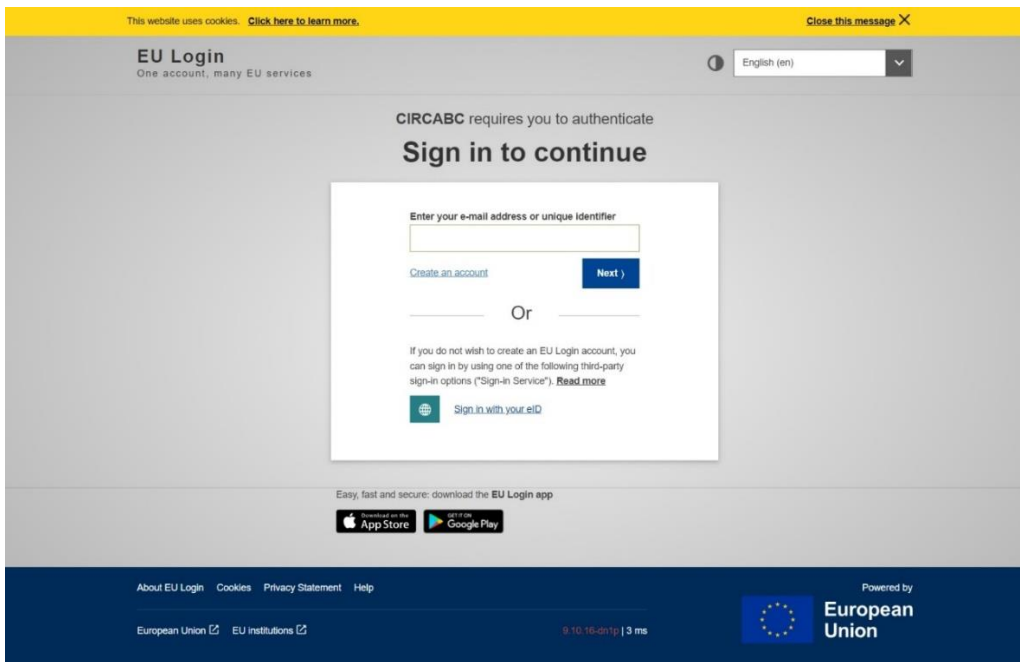 This website uses cookies. Click here to learn more.
Close this message
EU Login
One account, many EU services
English (en)
CIRCABC requires you to authenticate
Sign in to continue
Enter your e-mail address or unique identifier
Create an account
Next
Or
If you do not wish to create an EU Login account, you
can sign in by using one of the following third-party
sign-in options ("Sign-in Service"). Read more
Sign in with your eID
Easy, fast and secure: download the EU Login app
Download on the
App Store
GET IT ON
Google Play
About EU Login Cookies Privacy Statement Help
Powered by
European
Union
European Union EU institutions
9.10.16-dn1p | 3 ms